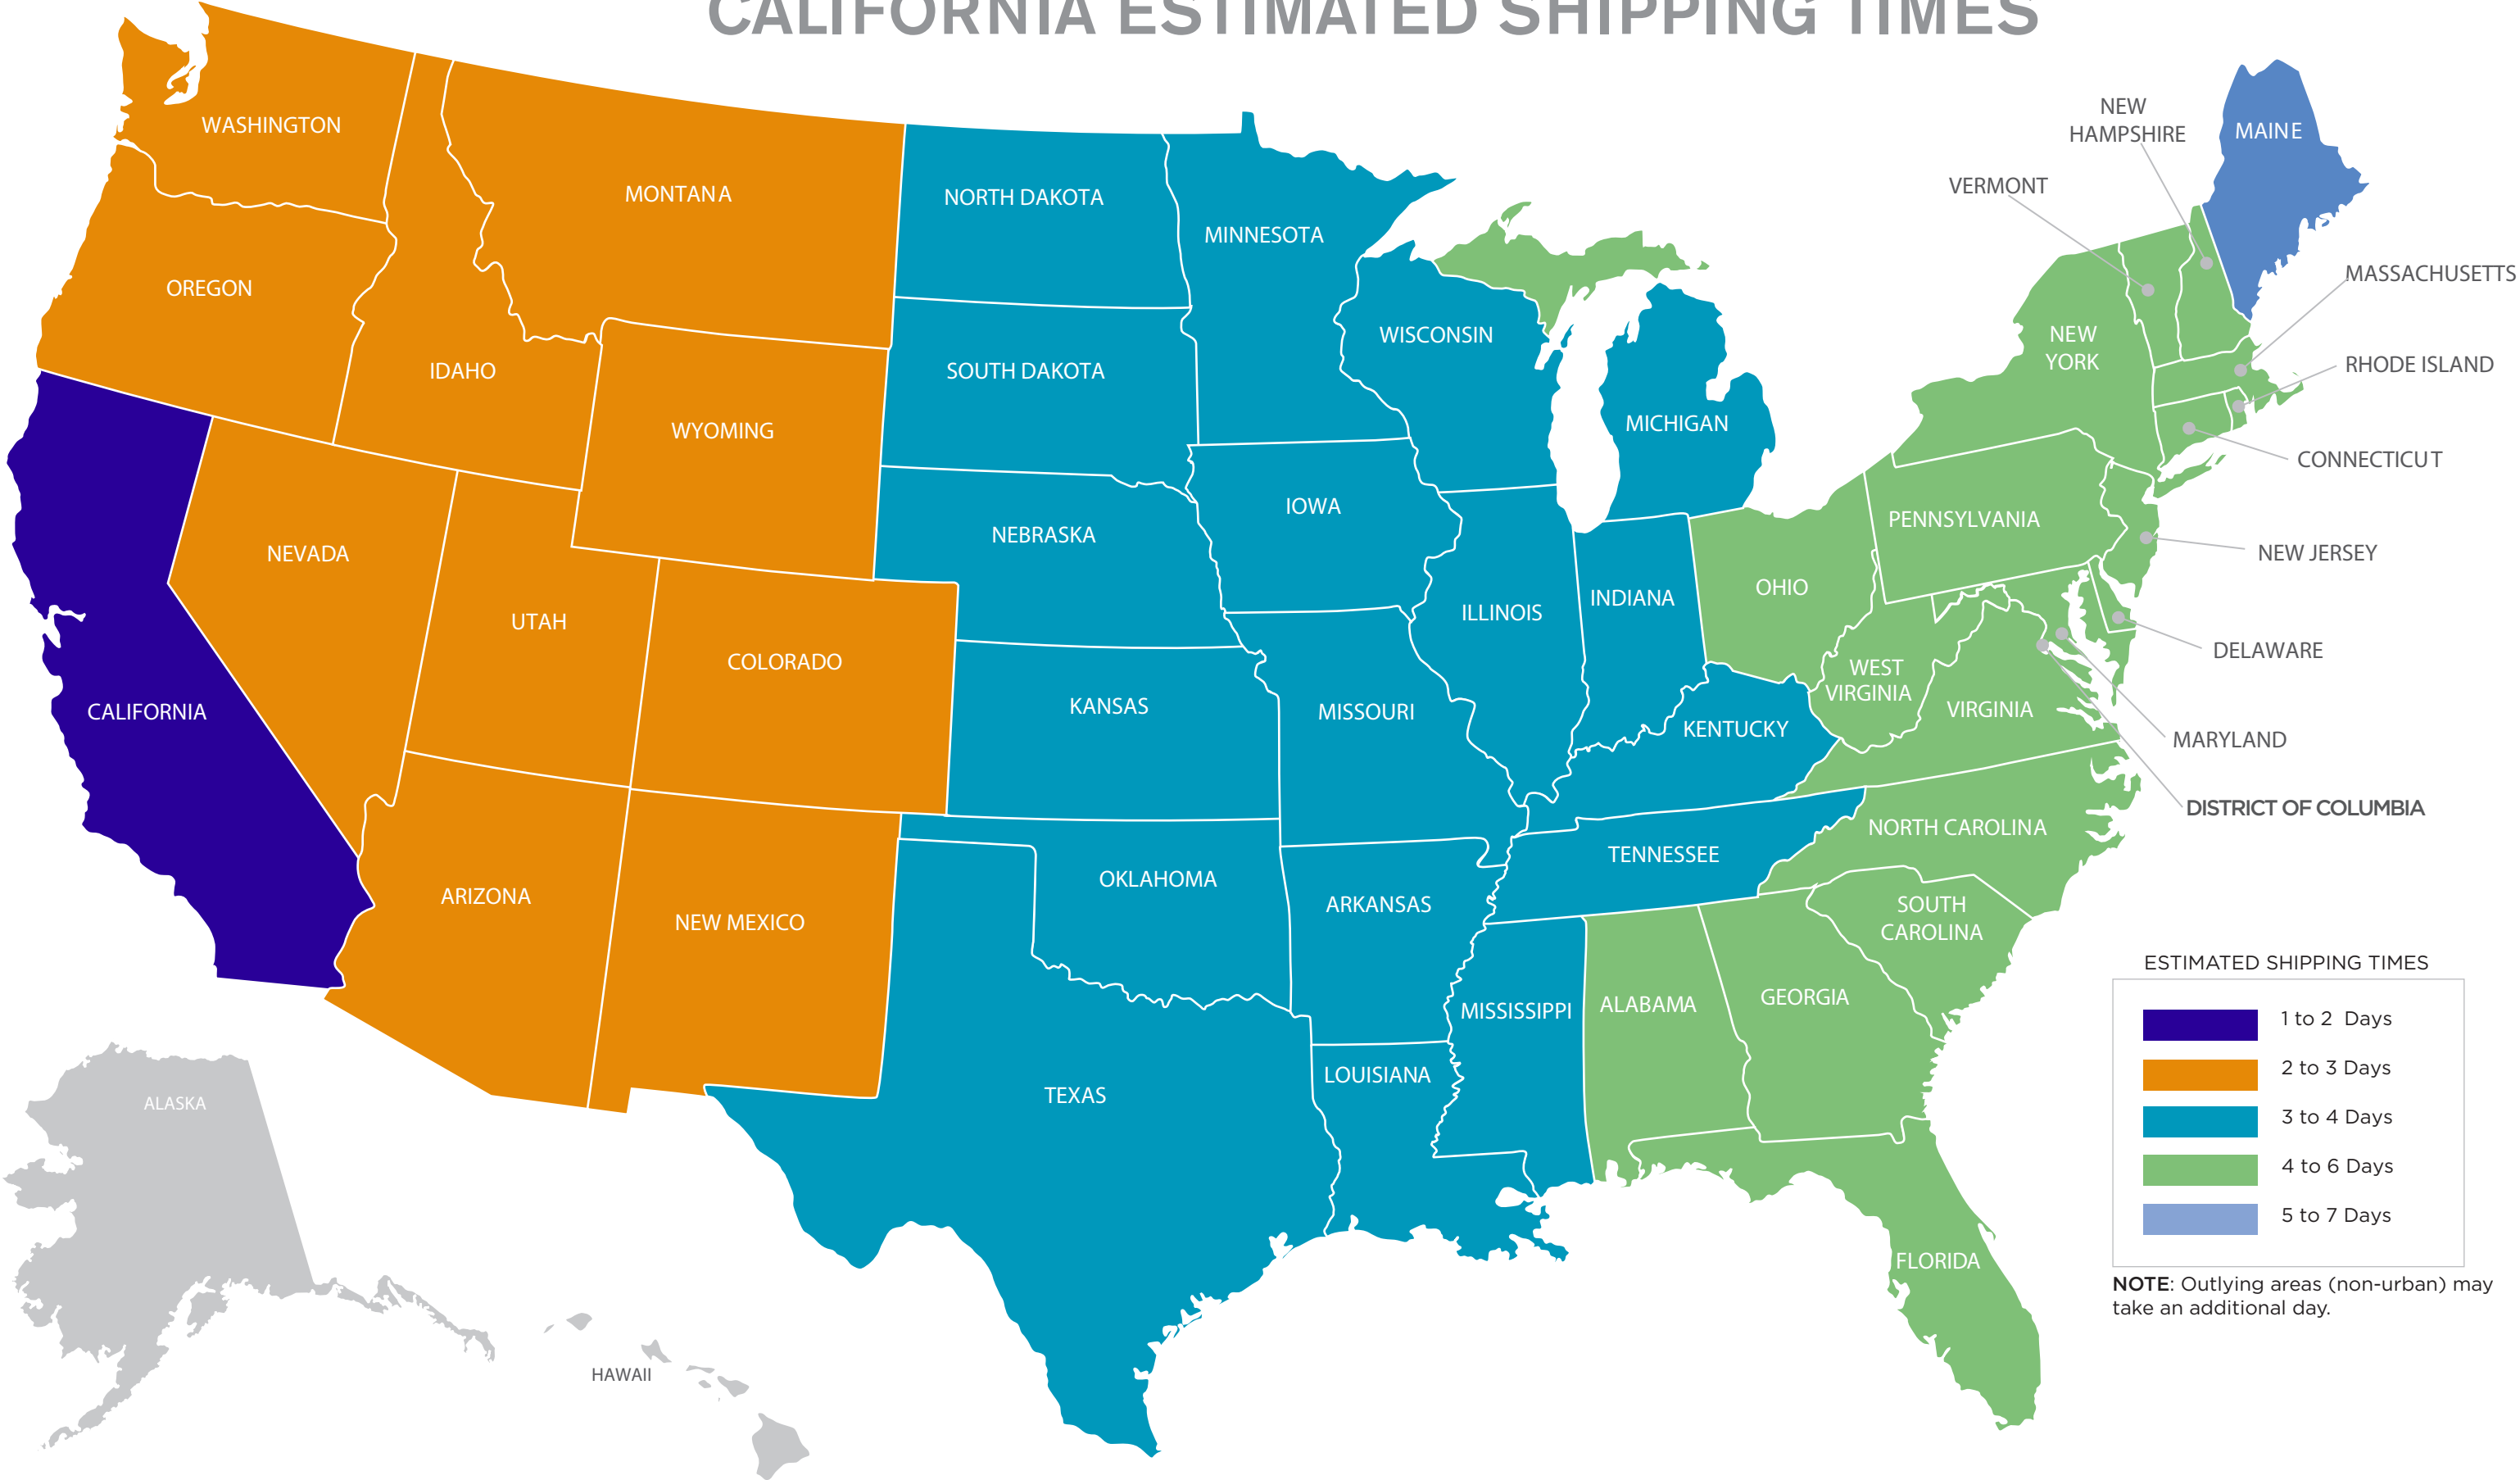 CALIFORNIA ESTIMATED SHIPPING TIMES
WASHINGTON
OREGON
IDAHO
MONTANA
WYOMING
NEVADA
UTAH
COLORADO
CALIFORNIA
ARIZONA
NEW MEXICO
NORTH DAKOTA
SOUTH DAKOTA
NEBRASKA
KANSAS
OKLAHOMA
TEXAS
MINNESOTA
IOWA
MISSOURI
ARKANSAS
LOUISIANA
WISCONSIN
ILLINOIS
MICHIGAN
INDIANA
KENTUCKY
TENNESSEE
MISSISSIPPI
ALABAMA
GEORGIA
FLORIDA
SOUTH
CAROLINA
NORTH CAROLINA
VIRGINIA
WEST
VIRGINIA
OHIO
PENNSYLVANIA
NEW
YORK
VERMONT
NEW
HAMPSHIRE
MAINE
MASSACHUSETTS
RHODE ISLAND
CONNECTICUT
NEW JERSEY
DELAWARE
MARYLAND
DISTRICT OF COLUMBIA
ALASKA
HAWAII
ESTIMATED SHIPPING TIMES
1 to 2 Days
2 to 3 Days
3 to 4 Days
4 to 6 Days
5 to 7 Days
NOTE: Outlying areas (non-urban) may
take an additional day.